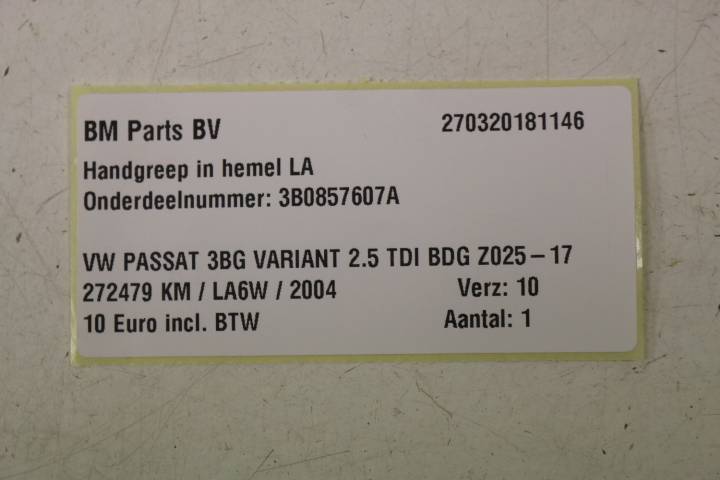 BM Parts BV 270320181146
Handgreep in hemel LA
Onderdeelnummer: 3B0857607A
VW PASSAT 3BG VARIANT 2.5 TDI BDG Z025-17
272479 KM / LA6W / 2004 Verz: 10
10 Euro incl. BTW Aantal: 1